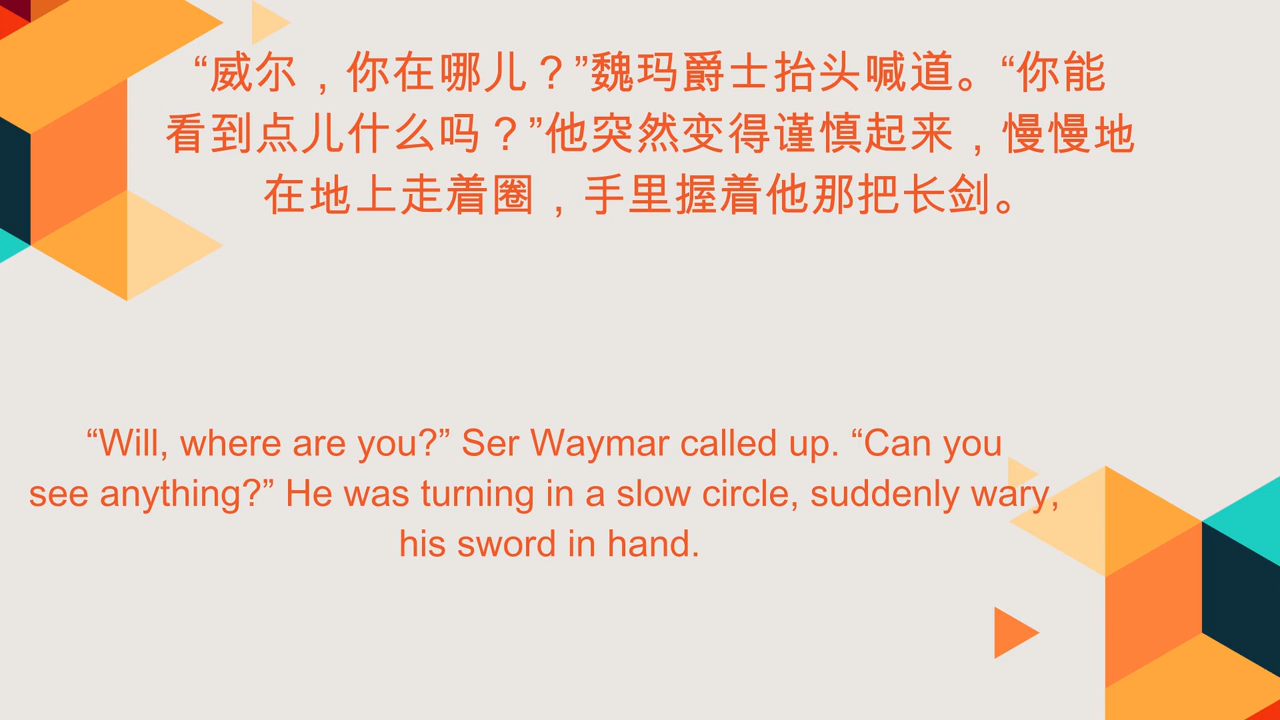 “威尔，你在哪儿？”魏玛爵士抬头喊道。“你能
看到点儿什么吗？”他突然变得谨慎起来，慢慢地
在地上走着圈，手里握着他那把长剑。
“Will, where are you?” Ser Waymar called up. “Can you
see anything?” He was turning in a slow circle, suddenly wary,
his sword in hand.